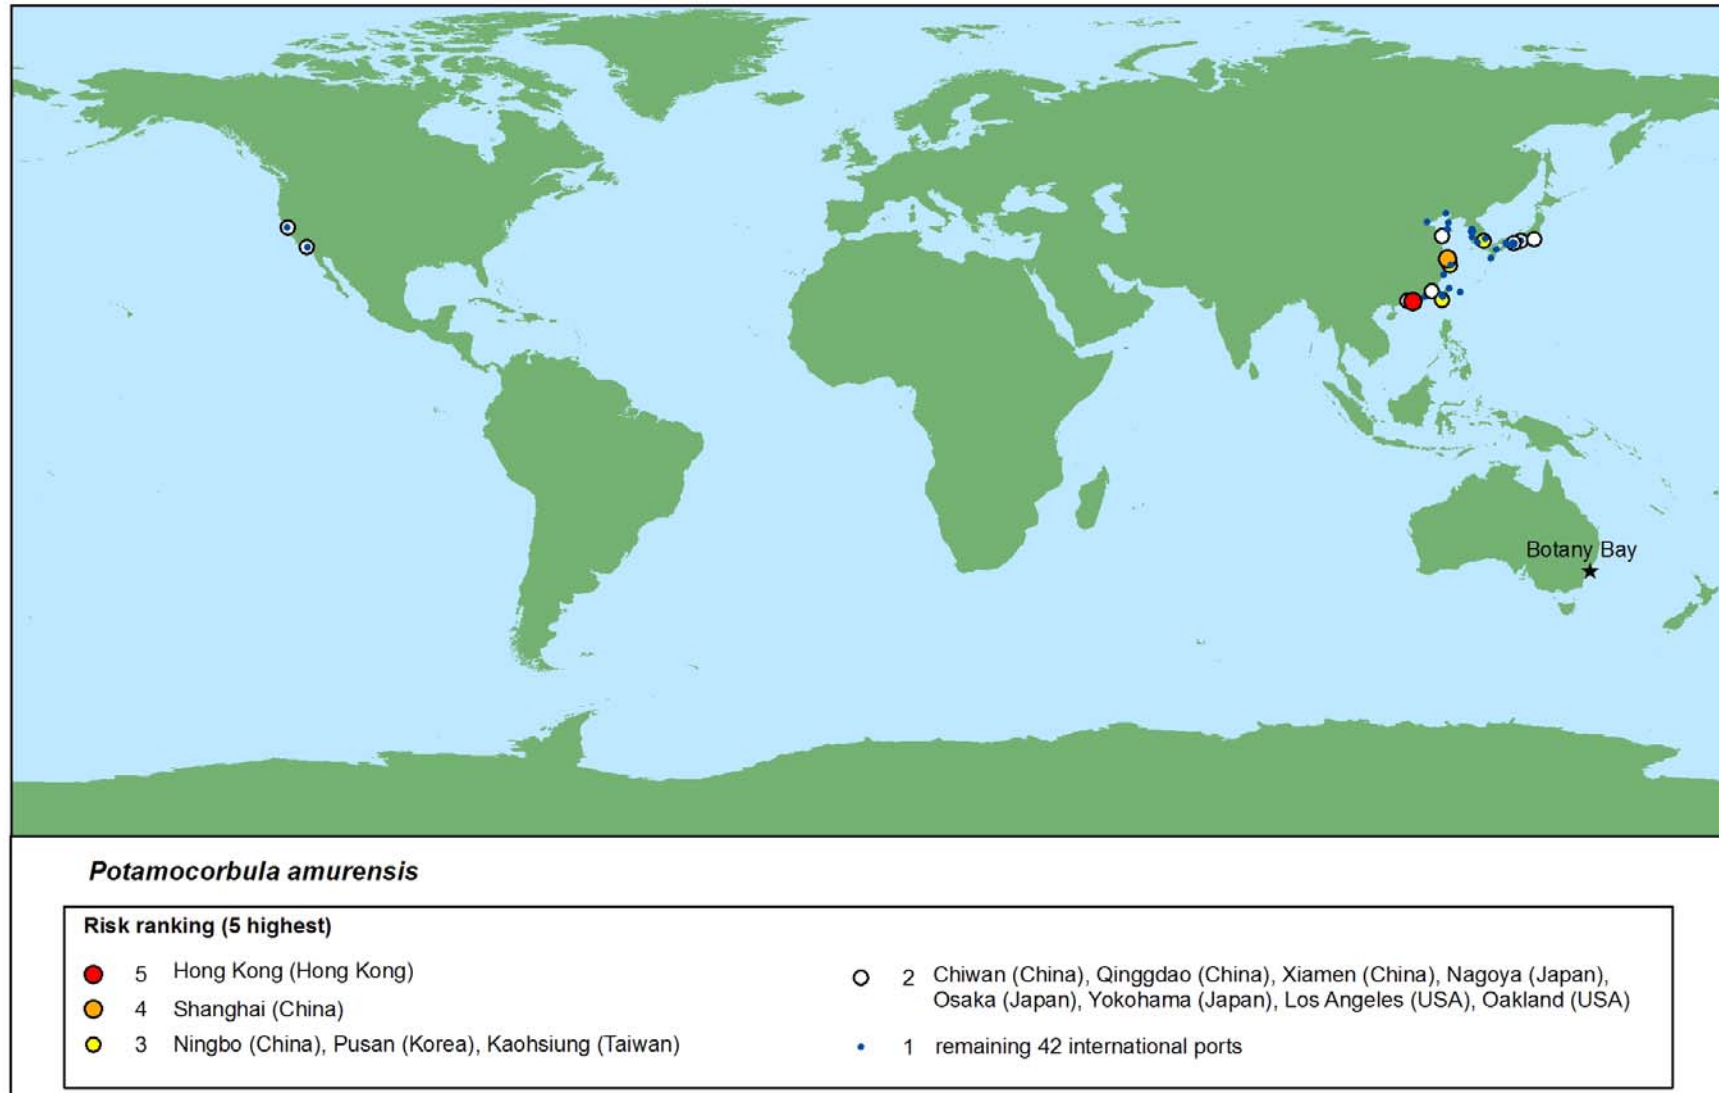 Botany Bay
Potamocorbula amurensis
Risk ranking (5 highest)
5 Hong Kong (Hong Kong)
4 Shanghai (China)
3 Ningbo (China), Pusan (Korea), Kaohsiung (Taiwan)
2 Chiwan (China), Qinggdao (China), Xiamen (China), Nagoya (Japan),
Osaka (Japan), Yokohama (Japan), Los Angeles (USA), Oakland (USA)
1 remaining 42 international ports